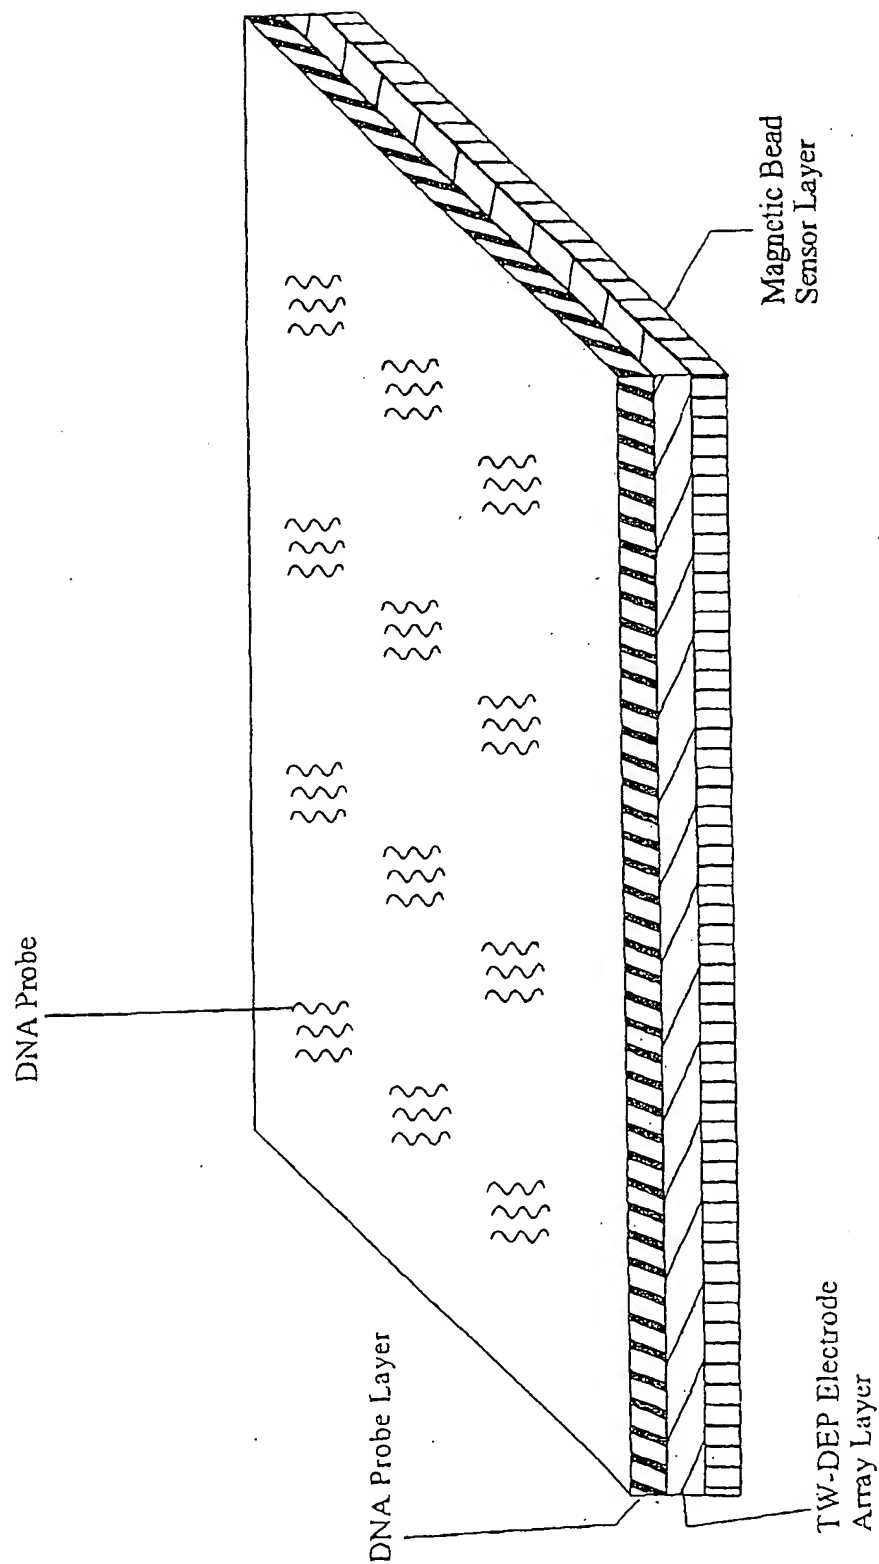 DNA Probe
DNA Probe Layer
TW-DEP Electrode
Array Layer
Magnetic Bead
Sensor Layer